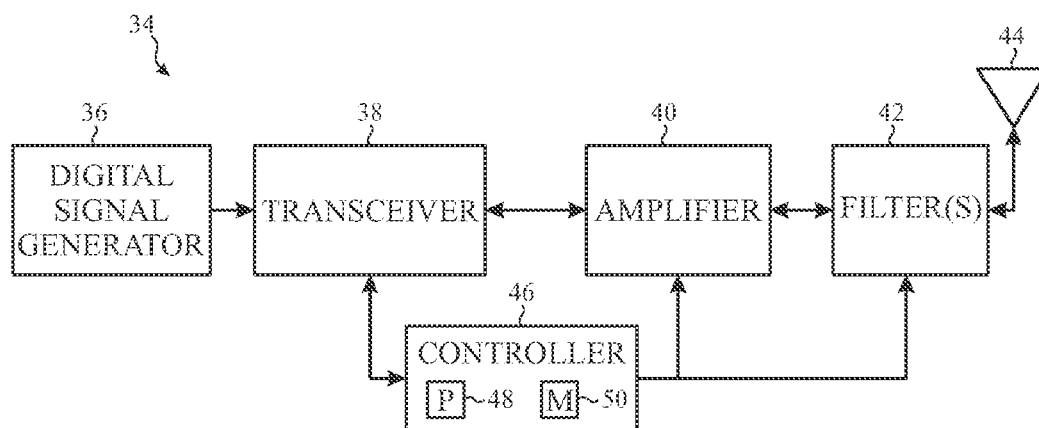 34
44
36
38
40
42
DIGITAL
SIGNAL
GENERATOR
TRANSCEIVER
AMPLIFIER
FILTER(S)
46
CONTROLLER
P
48
M
50